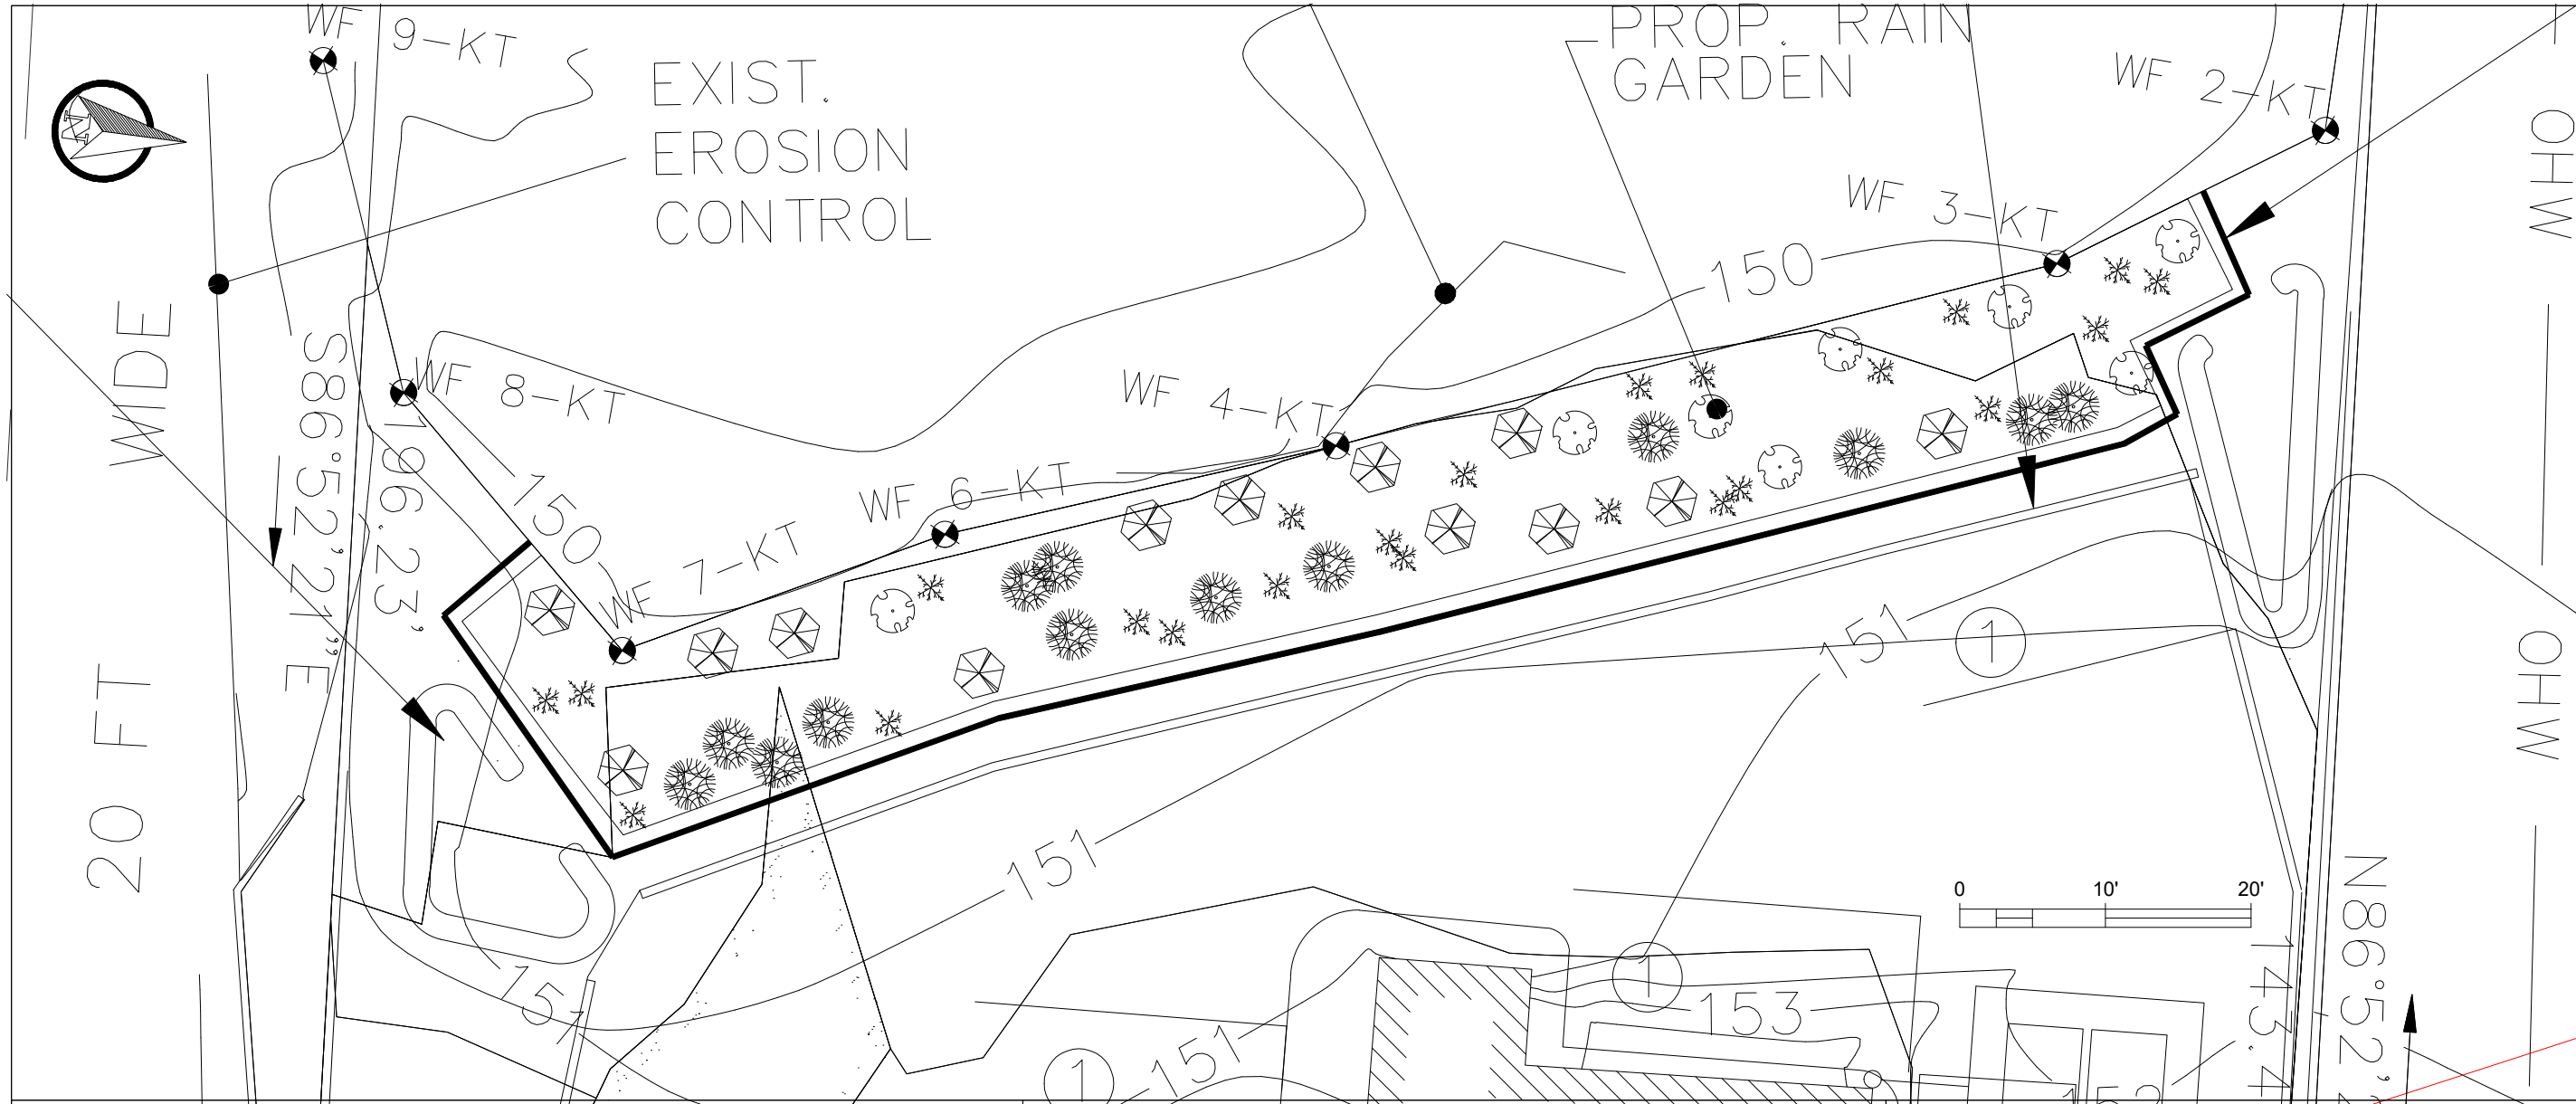 WF 9-KT
EXIST.
EROSION
CONTROL
PROP. RAIN
GARDEN
WF 2-KT
OHW
N
WF 3-KT
150
WIDE
S86°52'21"E
196.23'
WF 8-KT
WF 4-KT
150
WF 6-KT
WF 7-KT
151
1
OHW
20 FT
151
0 10' 20'
N86°52'2
143.4
151
1
153
1
151